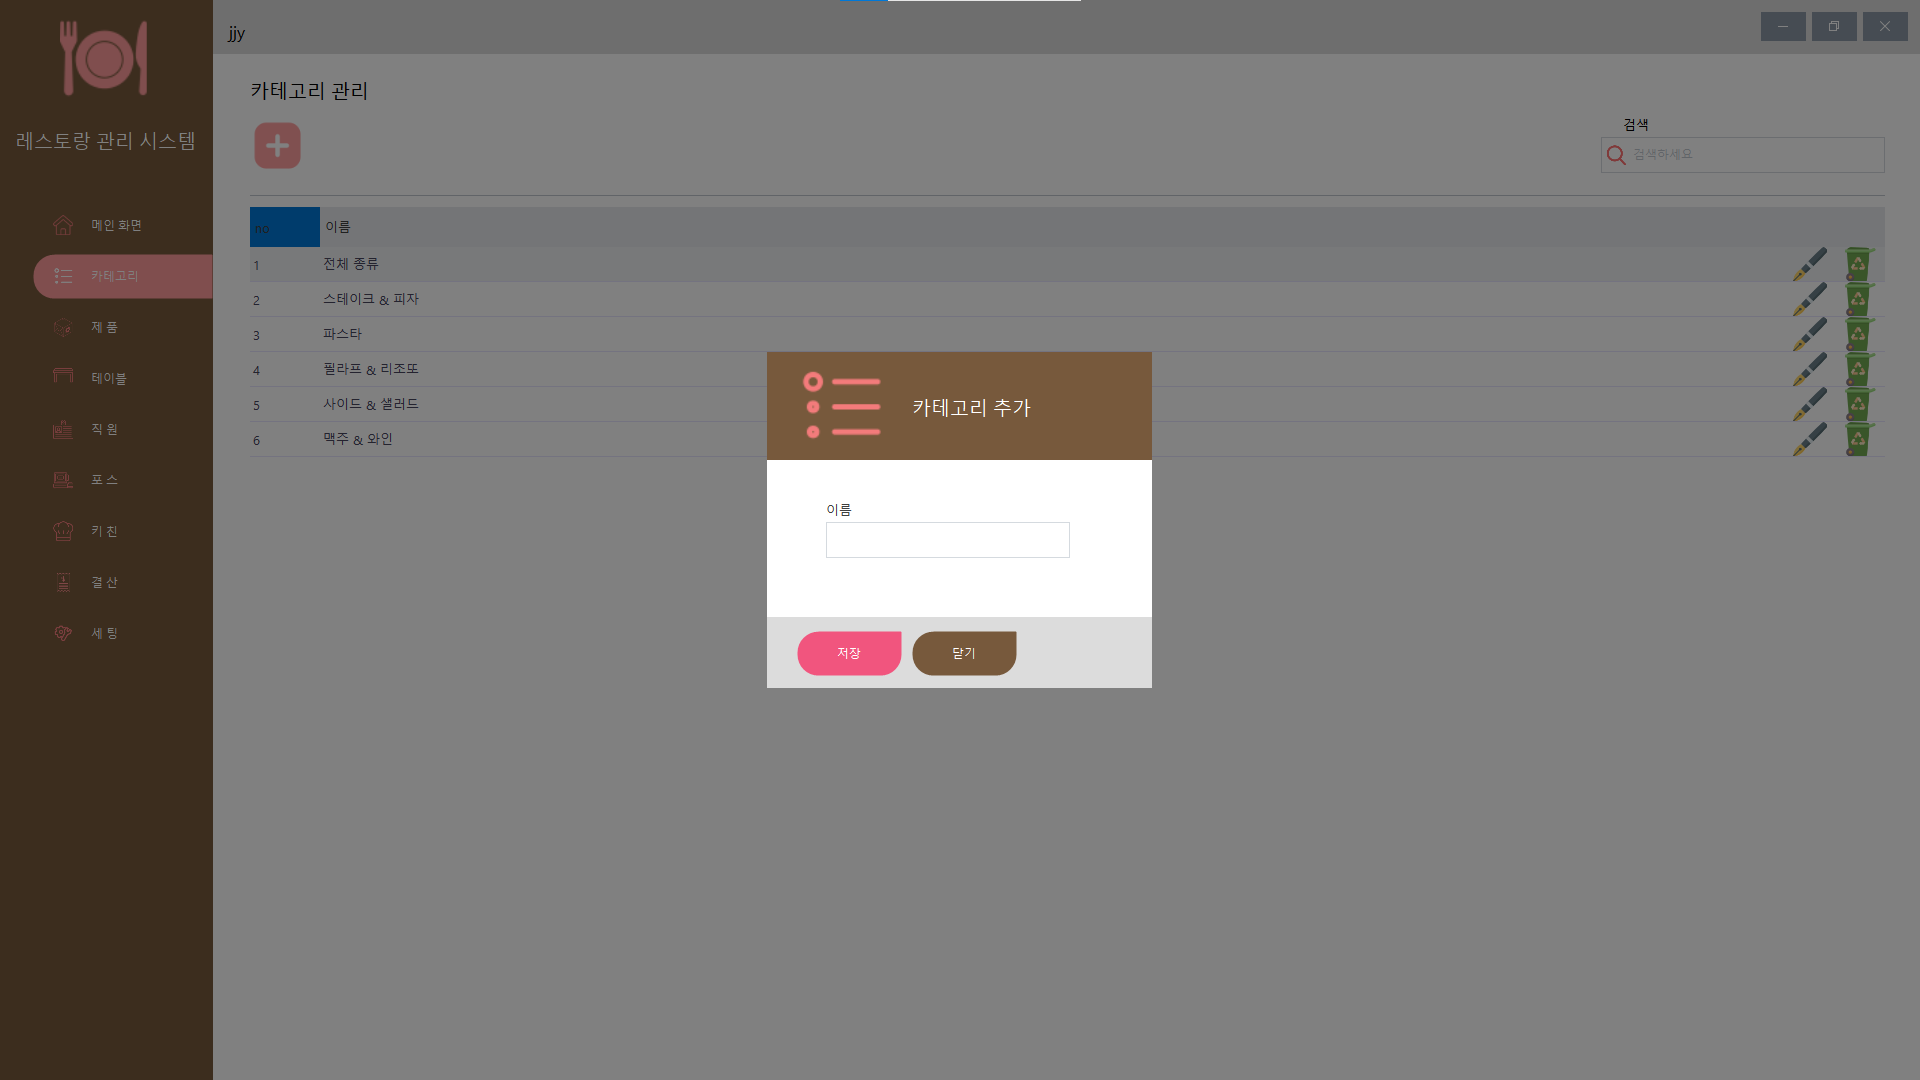 jjy
레스토랑 관리 시스템
메인 화면
카테고리
제 품
테이블
직 원
포 스
키 친
결 산
세 팅
카테고리 관리
검색
검색하세요
no 이름
1 전체 종류
2 스테이크 & 피자
3 파스타
4 필라프 & 리조또
5 사이드 & 샐러드
6 맥주 & 와인
카테고리 추가
이름
저장 닫기